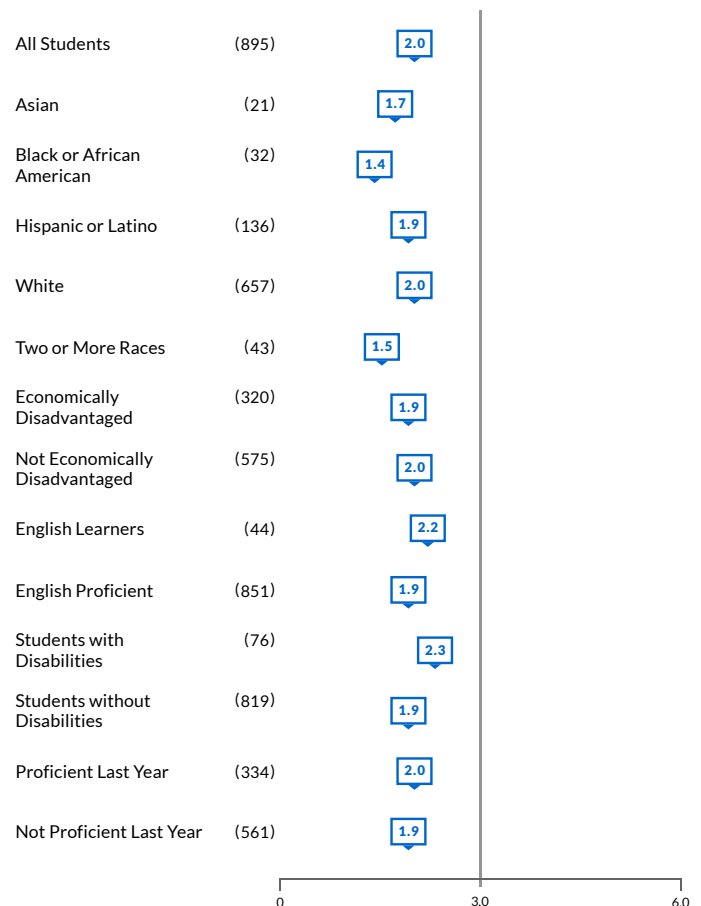 All Students (895) 2.0
Asian (21) 1.7
Black or African (32)
American 1.4
Hispanic or Latino (136) 1.9
White (657) 2.0
Two or More Races (43) 1.5
Economically (320)
Disadvantaged 1.9
Not Economically (575)
Disadvantaged 2.0
English Learners (44) 2.2
English Proficient (851) 1.9
Students with (76)
Disabilities 2.3
Students without (819)
Disabilities 1.9
Proficient Last Year (334) 2.0
Not Proficient Last Year (561) 1.9
0 3.0 6.0